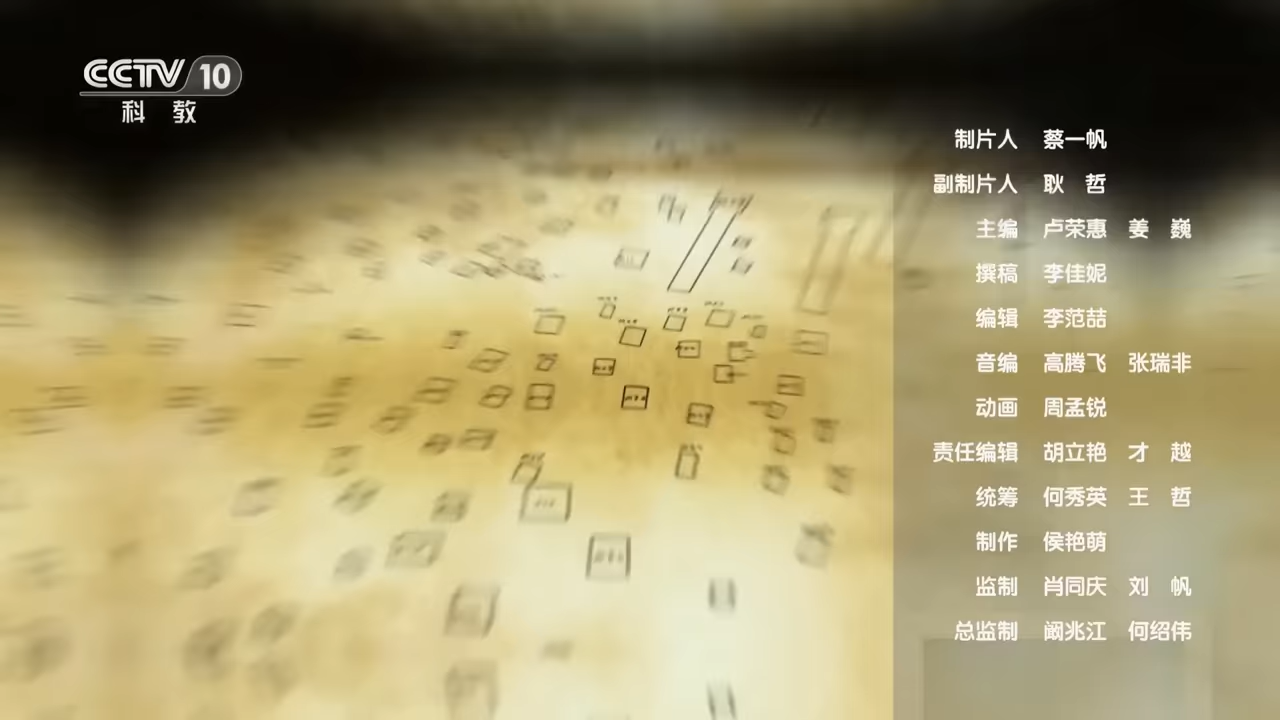 CCTV 10
科 教
制片人 蔡一帆
副制片人 耿 哲
主编 卢荣惠 姜 巍
撰稿 李佳妮
编辑 李范喆
音编 高腾飞 张瑞非
动画 周孟锐
责任编辑 胡立艳 才 越
统筹 何秀英 王 哲
制作 侯艳萌
监制 肖同庆 刘 帆
总监制 阚兆江 何绍伟